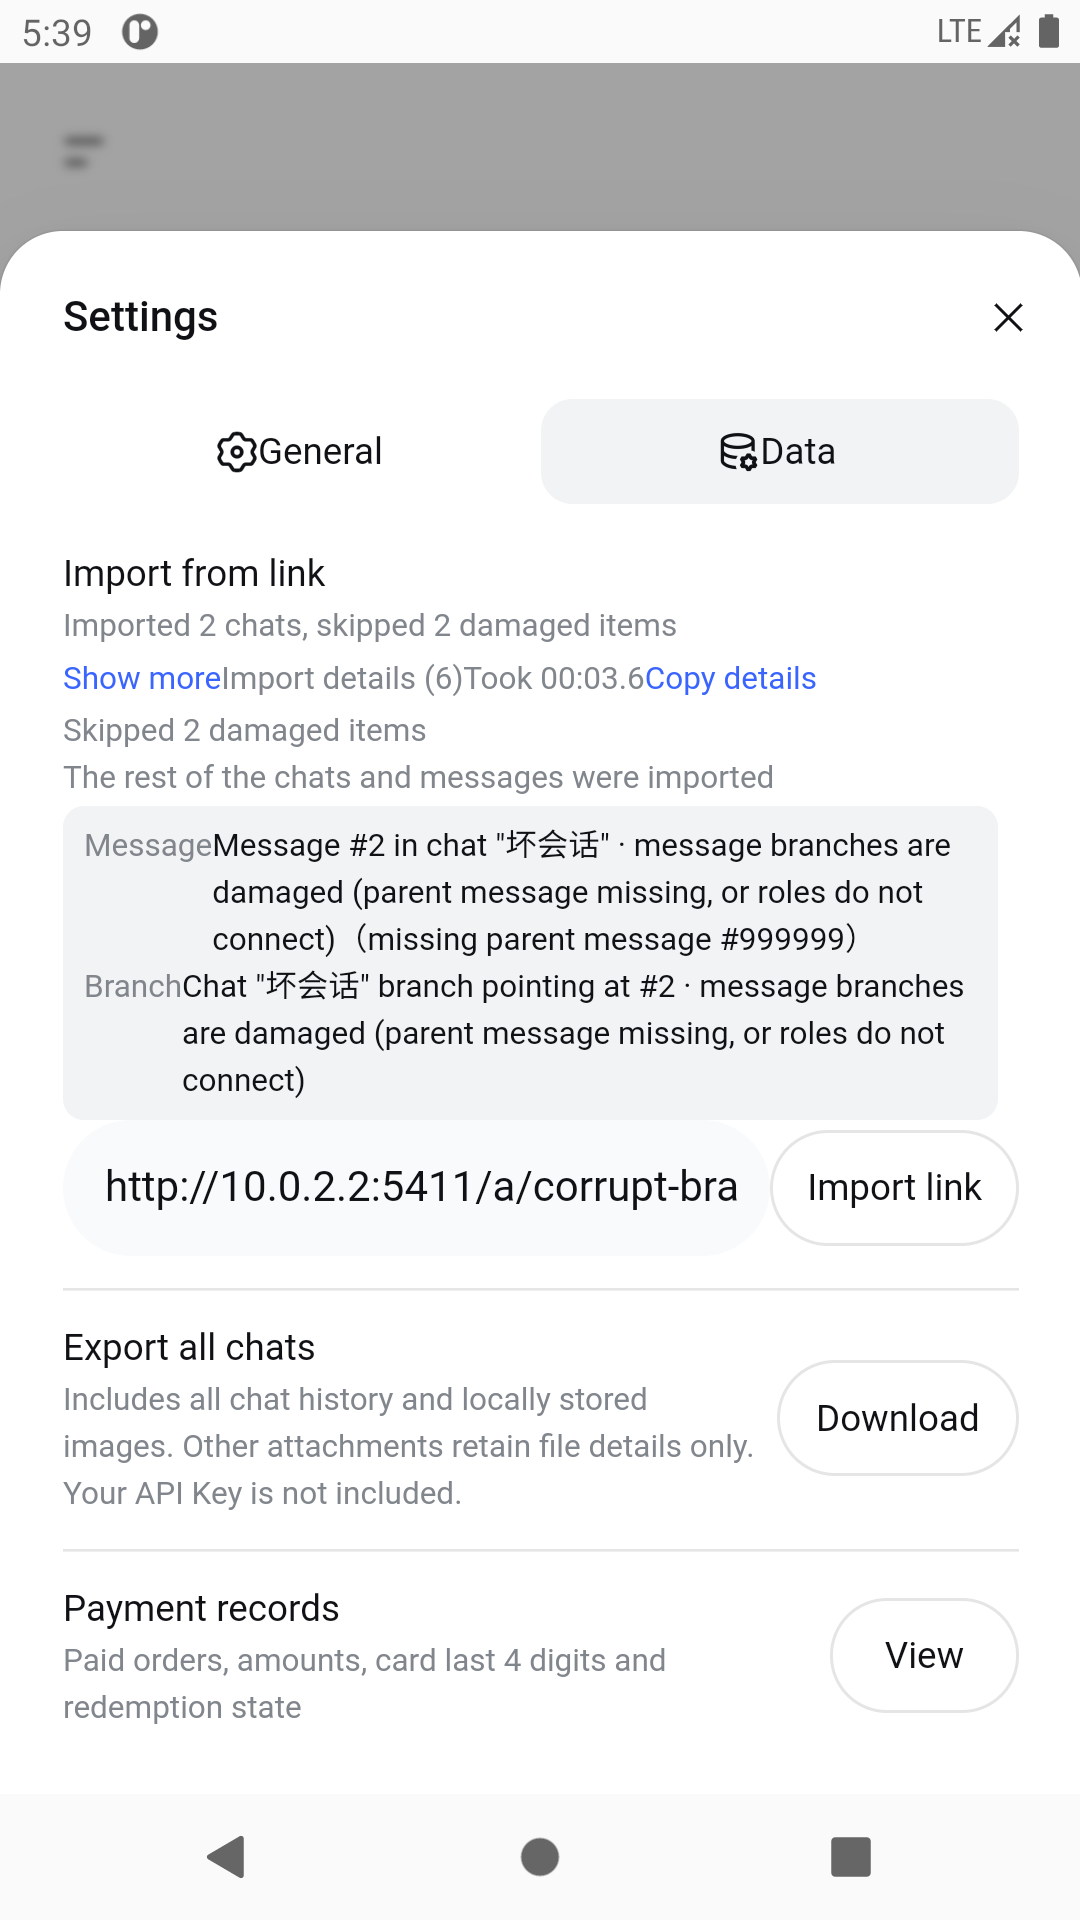 5:39
LTE
Settings
General
Data
Import from link
Imported 2 chats, skipped 2 damaged items
Show moreImport details (6)Took 00:03.6Copy details
Skipped 2 damaged items
The rest of the chats and messages were imported
MessageMessage #2 in chat "坏会话" · message branches are
damaged (parent message missing, or roles do not
connect)（missing parent message #999999）
BranchChat "坏会话" branch pointing at #2 · message branches
are damaged (parent message missing, or roles do not
connect)
http://10.0.2.2:5411/a/corrupt-bra
Import link
Export all chats
Includes all chat history and locally stored
images. Other attachments retain file details only.
Your API Key is not included.
Download
Payment records
Paid orders, amounts, card last 4 digits and
redemption state
View